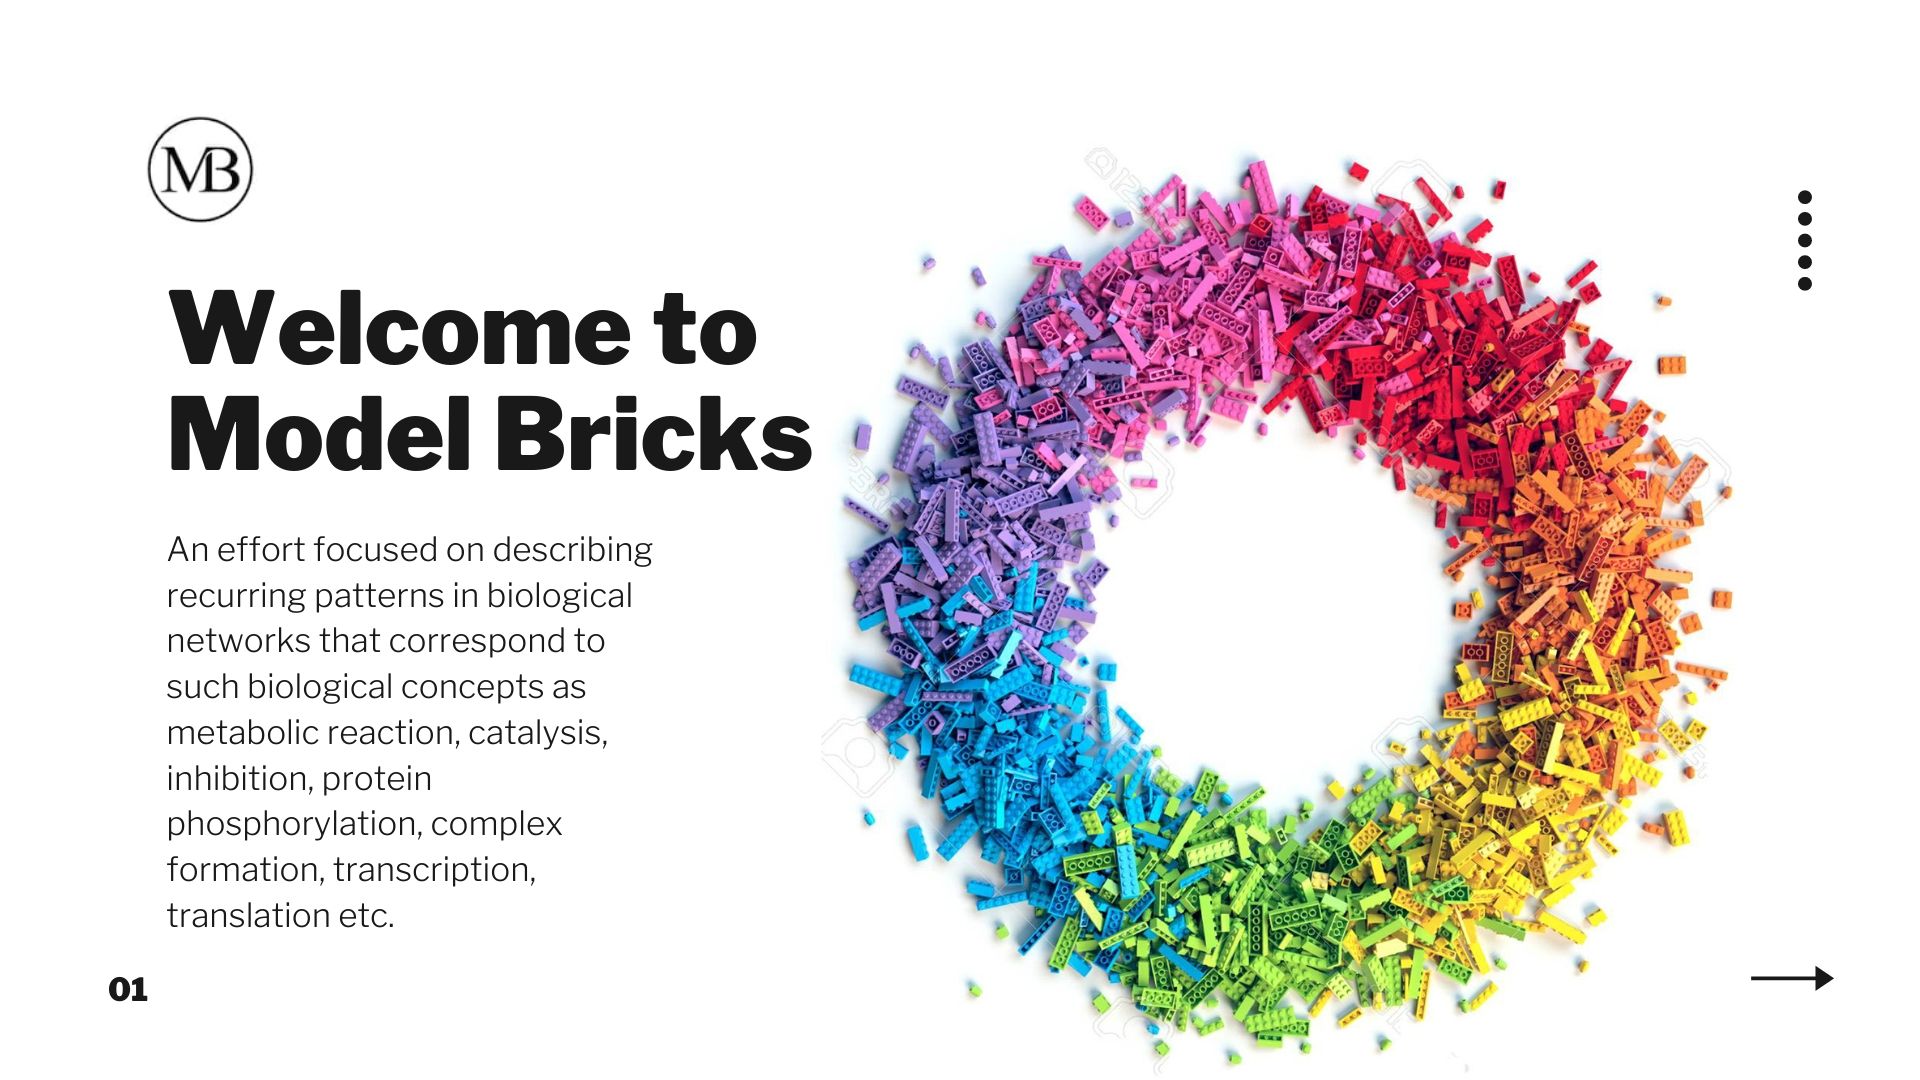 MB
Welcome to
Model Bricks
An effort focused on describing
recurring patterns in biological
networks that correspond to
such biological concepts as
metabolic reaction, catalysis,
inhibition, protein
phosphorylation, complex
formation, transcription,
translation etc.
01